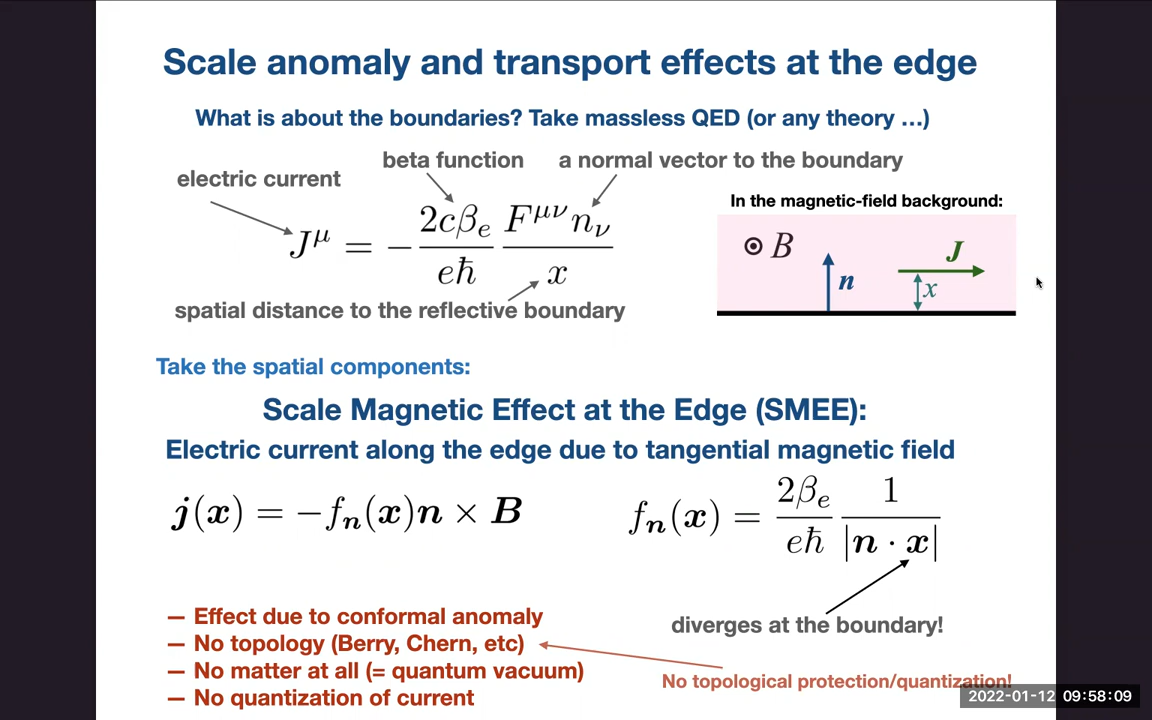 Scale anomaly and transport effects at the edge
What is about the boundaries? Take massless QED (or any theory ...)
beta function
a normal vector to the boundary
electric current
J^μ = − 2cβ_e/eħ F^{μν}n_ν/x
spatial distance to the reflective boundary
In the magnetic-field background:
⊙ B
n
J
x
Take the spatial components:
Scale Magnetic Effect at the Edge (SMEE):
Electric current along the edge due to tangential magnetic field
j(x) = −f_n(x)n × B
f_n(x) = 2β_e/eħ 1/|n · x|
diverges at the boundary!
— Effect due to conformal anomaly
— No topology (Berry, Chern, etc)
— No matter at all (= quantum vacuum)
— No quantization of current
No topological protection/quantization!
2022-01-12 09:58:09